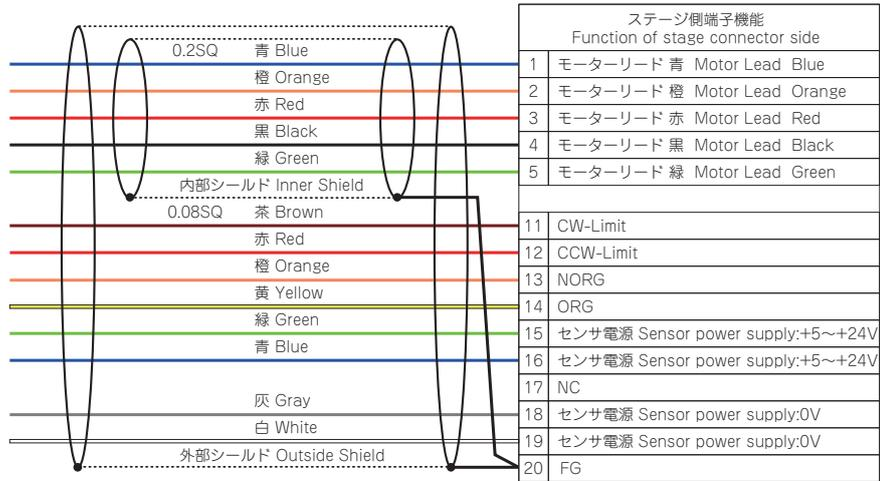 ステージ側端子機能
Function of stage connector side
0.2SQ 青 Blue
1 モーターリード 青 Motor Lead Blue
橙 Orange
2 モーターリード 橙 Motor Lead Orange
赤 Red
3 モーターリード 赤 Motor Lead Red
黒 Black
4 モーターリード 黒 Motor Lead Black
緑 Green
5 モーターリード 緑 Motor Lead Green
内部シールド Inner Shield
0.08SQ 茶 Brown
11 CW-Limit
赤 Red
12 CCW-Limit
橙 Orange
13 NORG
黄 Yellow
14 ORG
緑 Green
15 センサ電源 Sensor power supply:+5〜+24V
青 Blue
16 センサ電源 Sensor power supply:+5〜+24V
17 NC
灰 Gray
18 センサ電源 Sensor power supply:0V
白 White
19 センサ電源 Sensor power supply:0V
外部シールド Outside Shield
20 FG